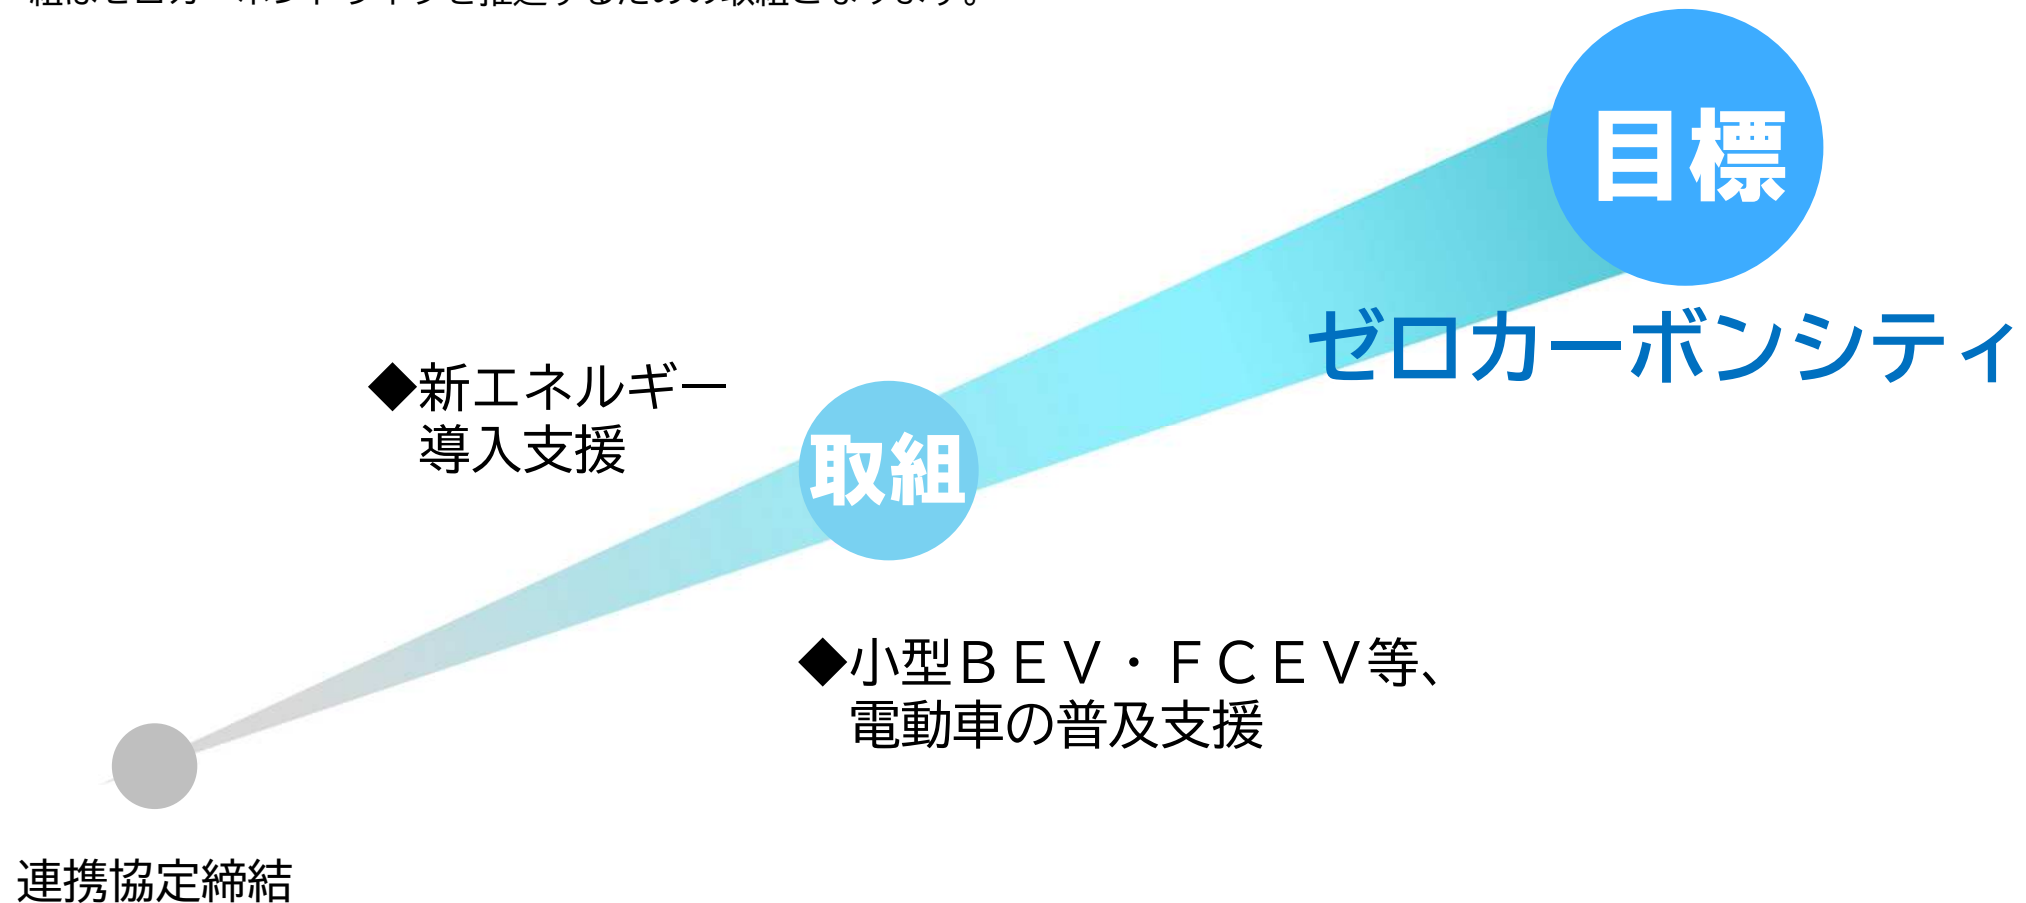 目標
ゼロカーボンシティ
◆新エネルギー
導入支援
取組
◆小型ＢＥＶ・ＦＣＥＶ等、
電動車の普及支援
連携協定締結